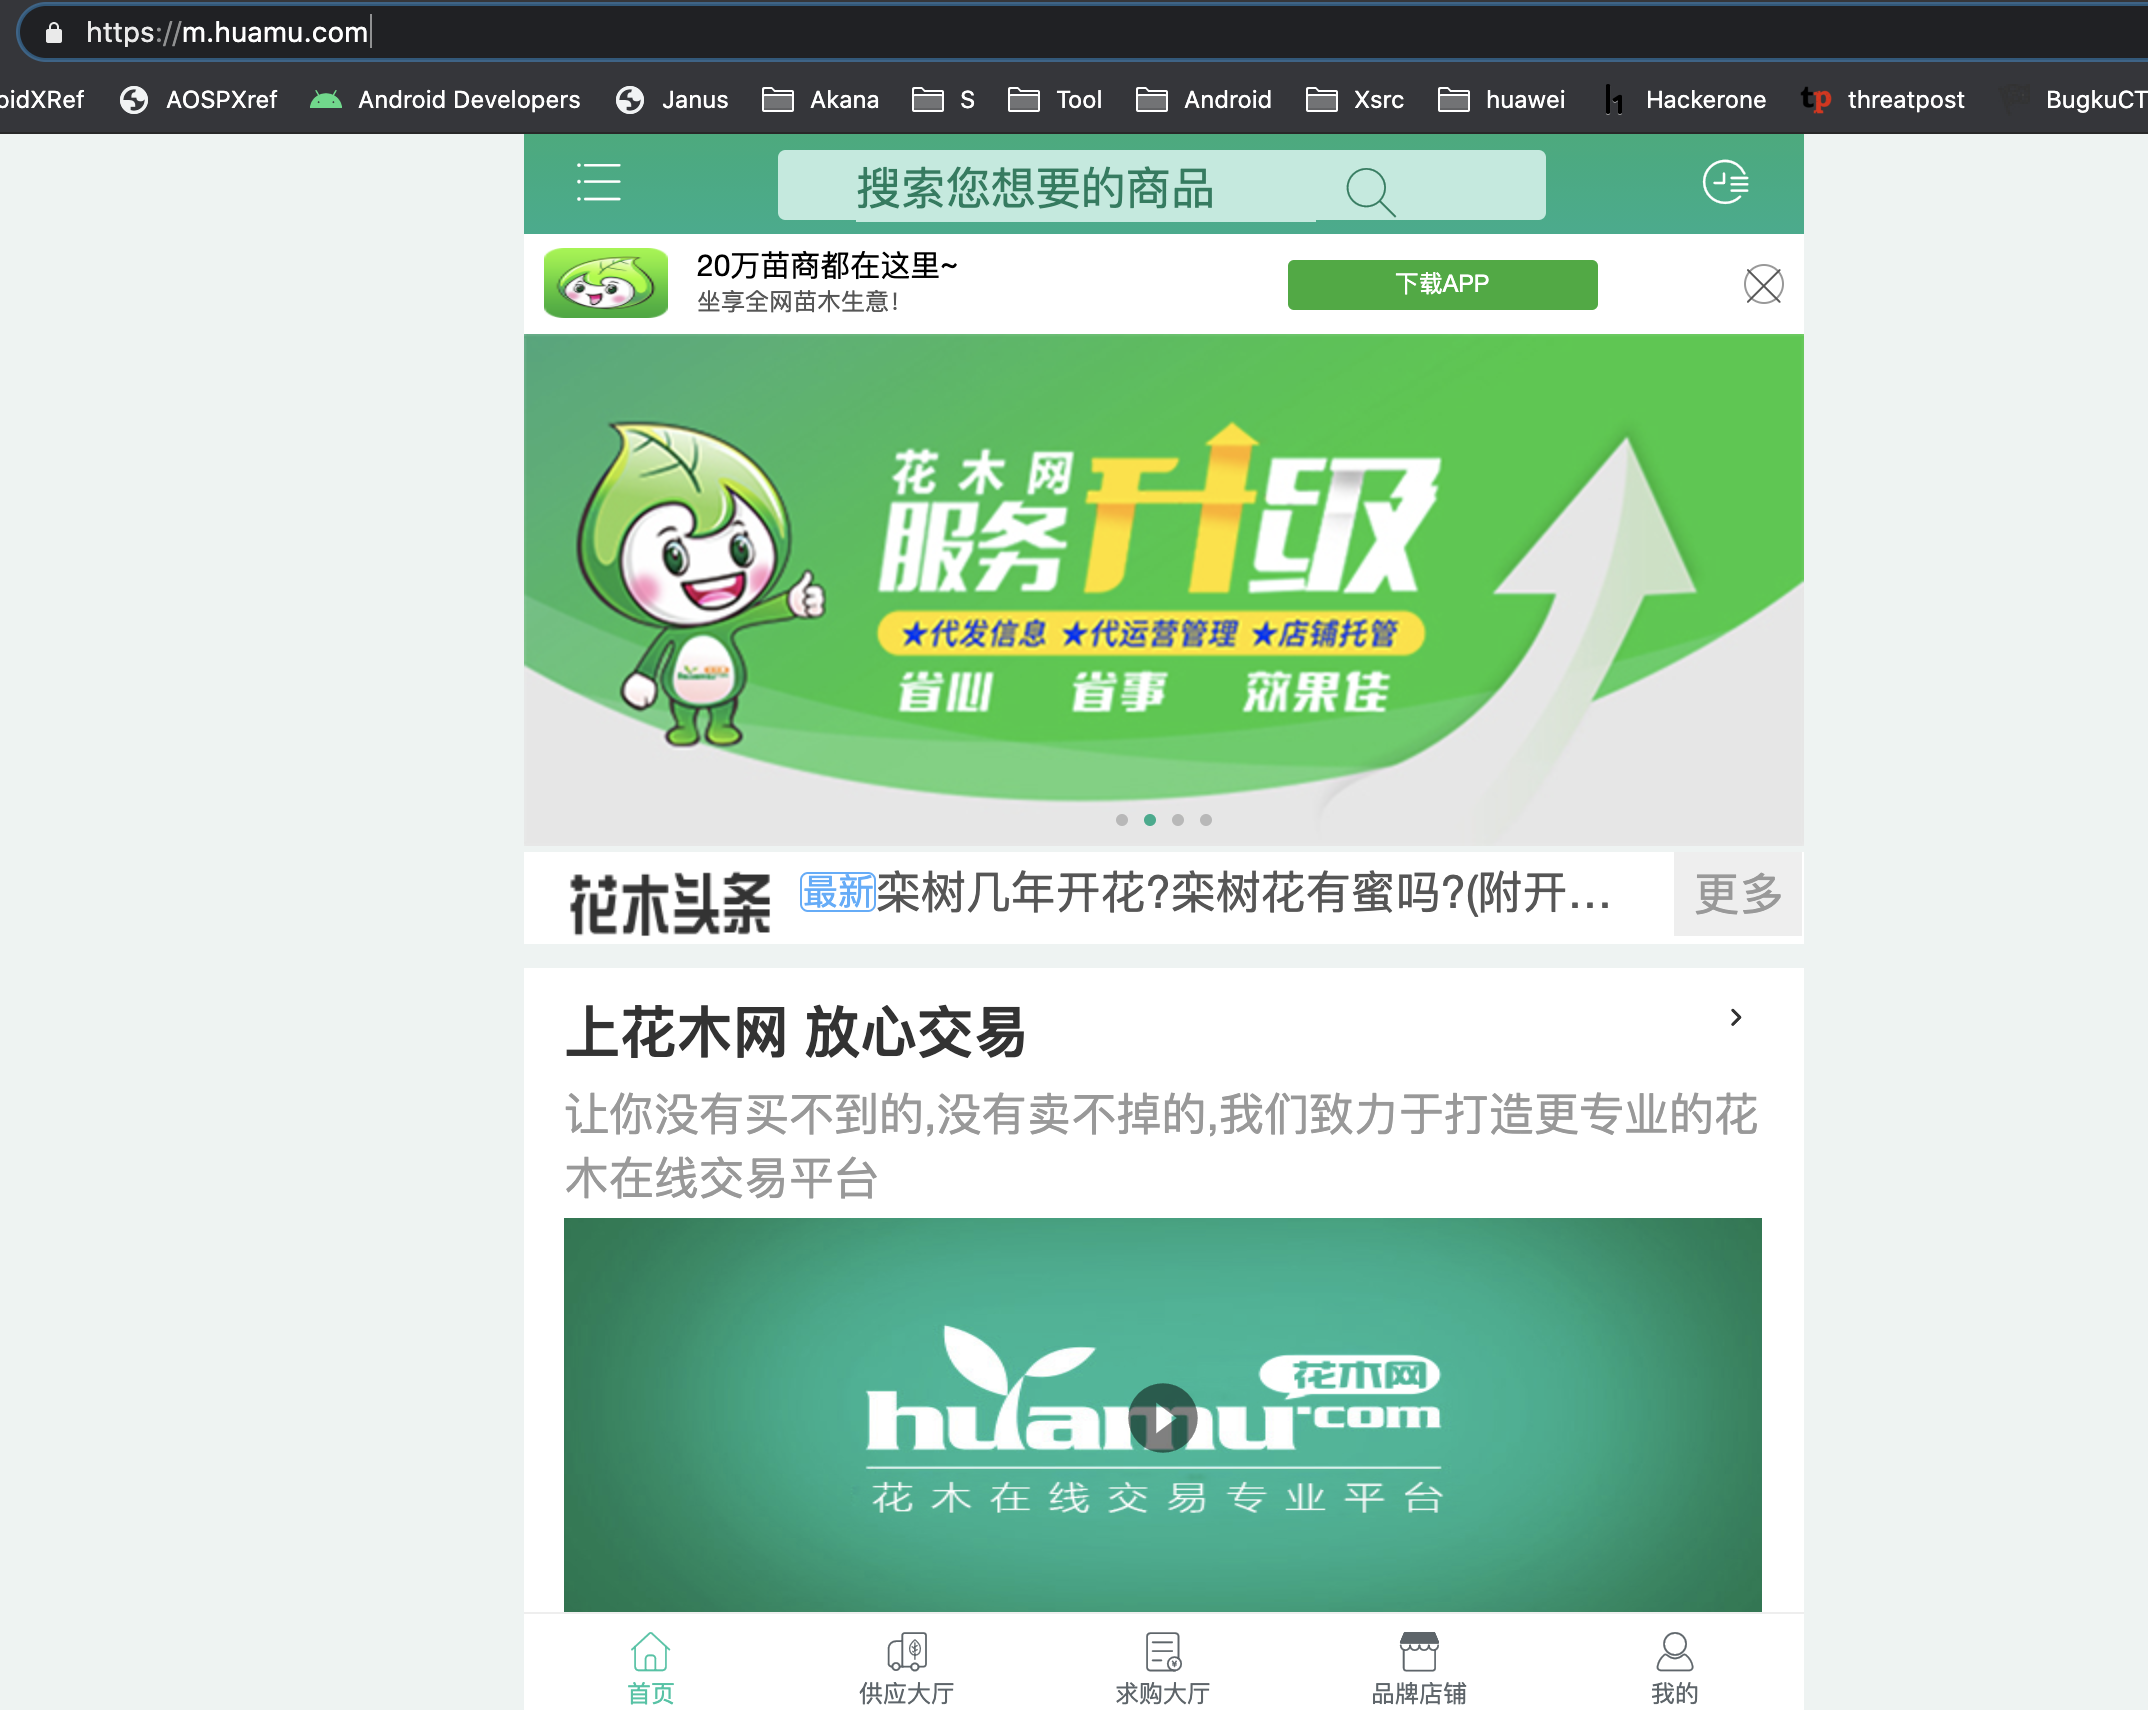 https://m.huamu.com
oidXRef AOSPXref Android Developers Janus Akana S Tool Android Xsrc huawei Hackerone tp threatpost BugkuCT
搜索您想要的商品
20万苗商都在这里~
坐享全网苗木生意!
下载APP
花木网
服务升级
★代发信息 ★代运营管理 ★店铺托管
省心 省事 效果佳
花木头条 最新 栾树几年开花?栾树花有蜜吗?(附开... 更多
上花木网 放心交易
让你没有买不到的,没有卖不掉的,我们致力于打造更专业的花
木在线交易平台
花木网
huamu.com
花木在线交易专业平台
首页 供应大厅 求购大厅 品牌店铺 我的